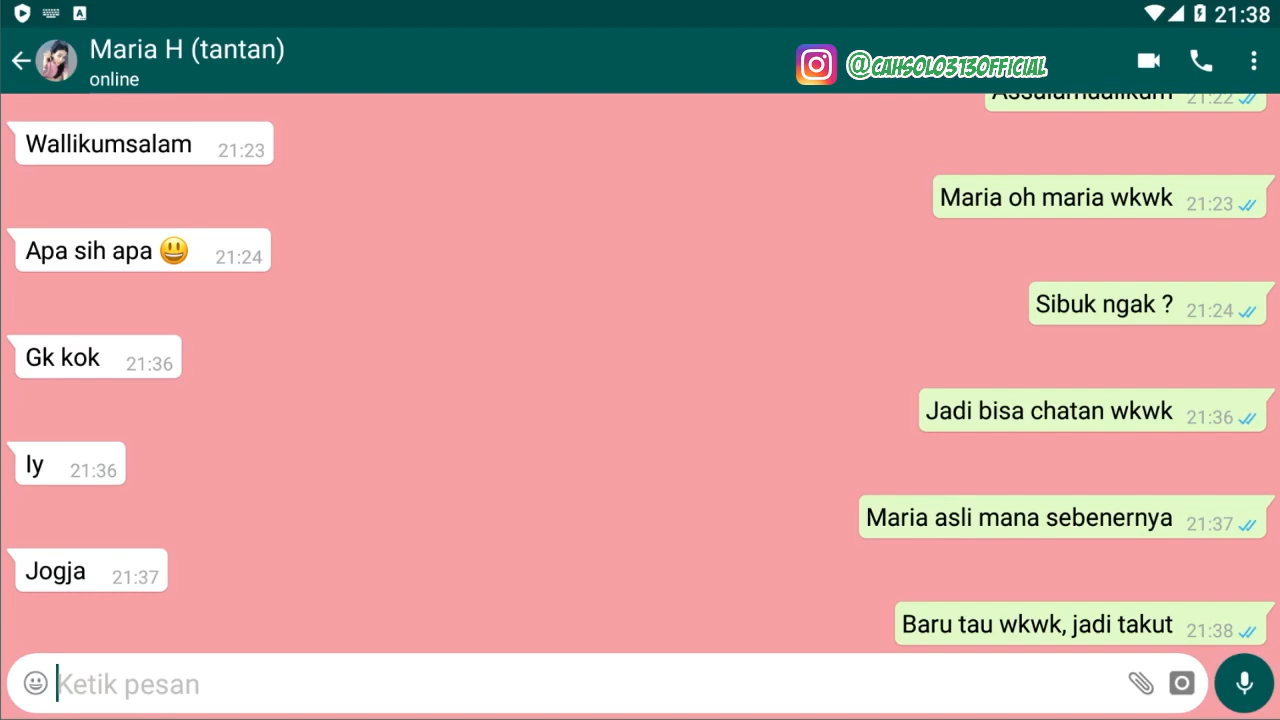 21:38
Maria H (tantan)
online
@CAHSOLO313OFFICIAL
Assalamualikum 21:22
Wallikumsalam 21:23
Maria oh maria wkwk 21:23
Apa sih apa 😃 21:24
Sibuk ngak ? 21:24
Gk kok 21:36
Jadi bisa chatan wkwk 21:36
Iy 21:36
Maria asli mana sebenernya 21:37
Jogja 21:37
Baru tau wkwk, jadi takut 21:38
Ketik pesan